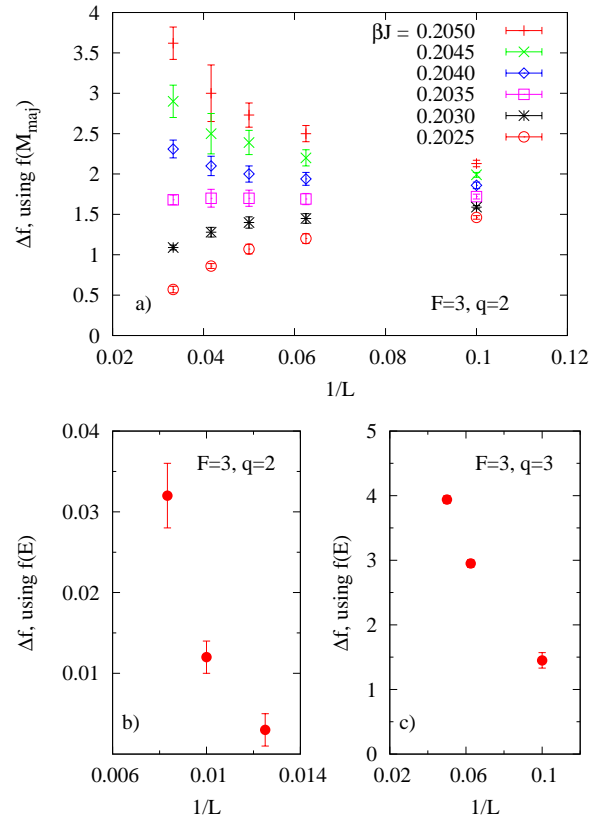 4
3.5
3
2.5
2
1.5
1
0.5
0
Δf, using f(M_maj)
βJ = 0.2050
0.2045
0.2040
0.2035
0.2030
0.2025
a)
F=3, q=2
0.02 0.04 0.06 0.08 0.1 0.12
1/L
0.04
0.03
0.02
0.01
Δf, using f(E)
F=3, q=2
b)
0.006 0.01 0.014
1/L
5
4
3
2
1
0
Δf, using f(E)
F=3, q=3
c)
0.02 0.06 0.1
1/L